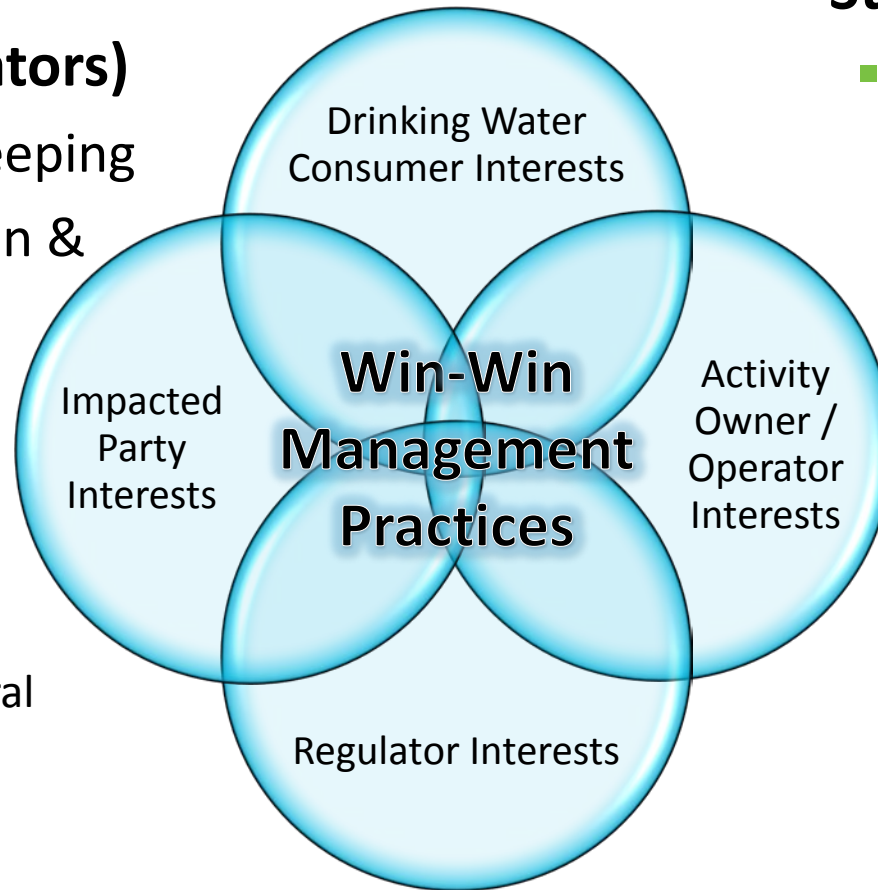 ators)
eeping
n &
Drinking Water
Consumer Interests
Impacted
Party
Interests
Win-Win
Management
Practices
Activity
Owner /
Operator
Interests
al
Regulator Interests